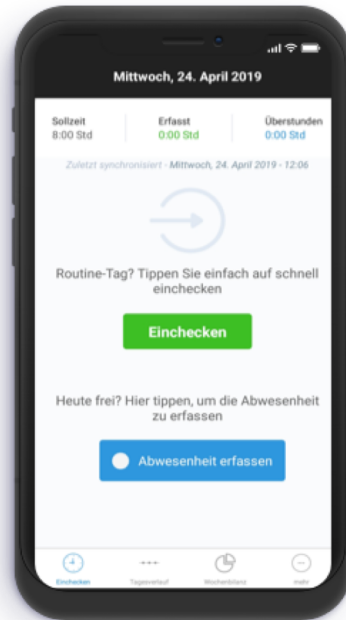 Mittwoch, 24. April 2019
Sollzeit Erfasst Überstunden
8:00 Std 0:00 Std 0:00 Std
Zuletzt synchronisiert - Mittwoch, 24. April 2019 - 12:06
Routine-Tag? Tippen Sie einfach auf schnell
einchecken
Einchecken
Heute frei? Hier tippen, um die Abwesenheit
zu erfassen
Abwesenheit erfassen
Einchecken Tagesverlauf Wochenbilanz mehr